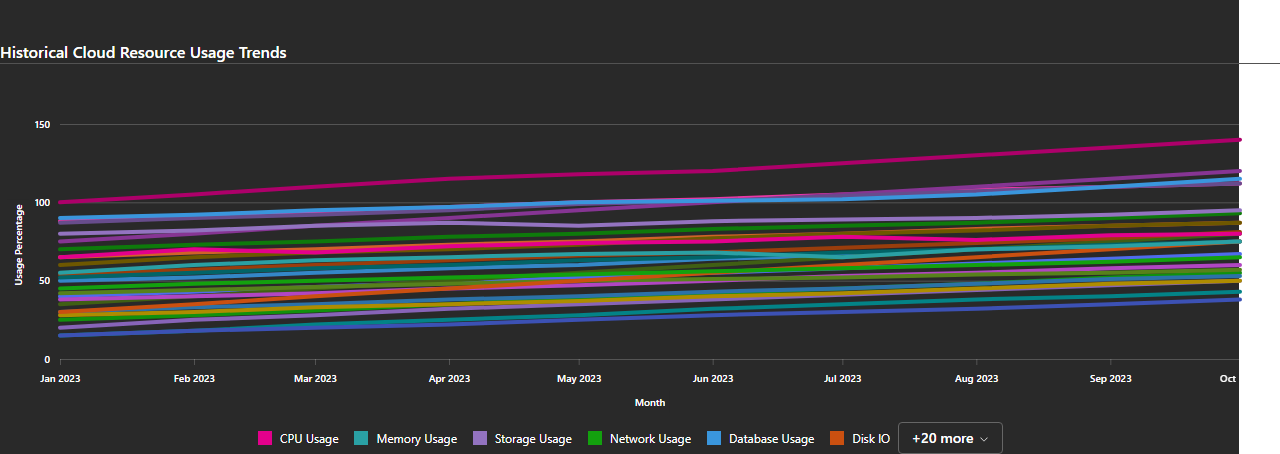 Historical Cloud Resource Usage Trends
150
100
50
0
Usage Percentage
Jan 2023 Feb 2023 Mar 2023 Apr 2023 May 2023 Jun 2023 Jul 2023 Aug 2023 Sep 2023 Oct
Month
CPU Usage Memory Usage Storage Usage Network Usage Database Usage Disk IO +20 more